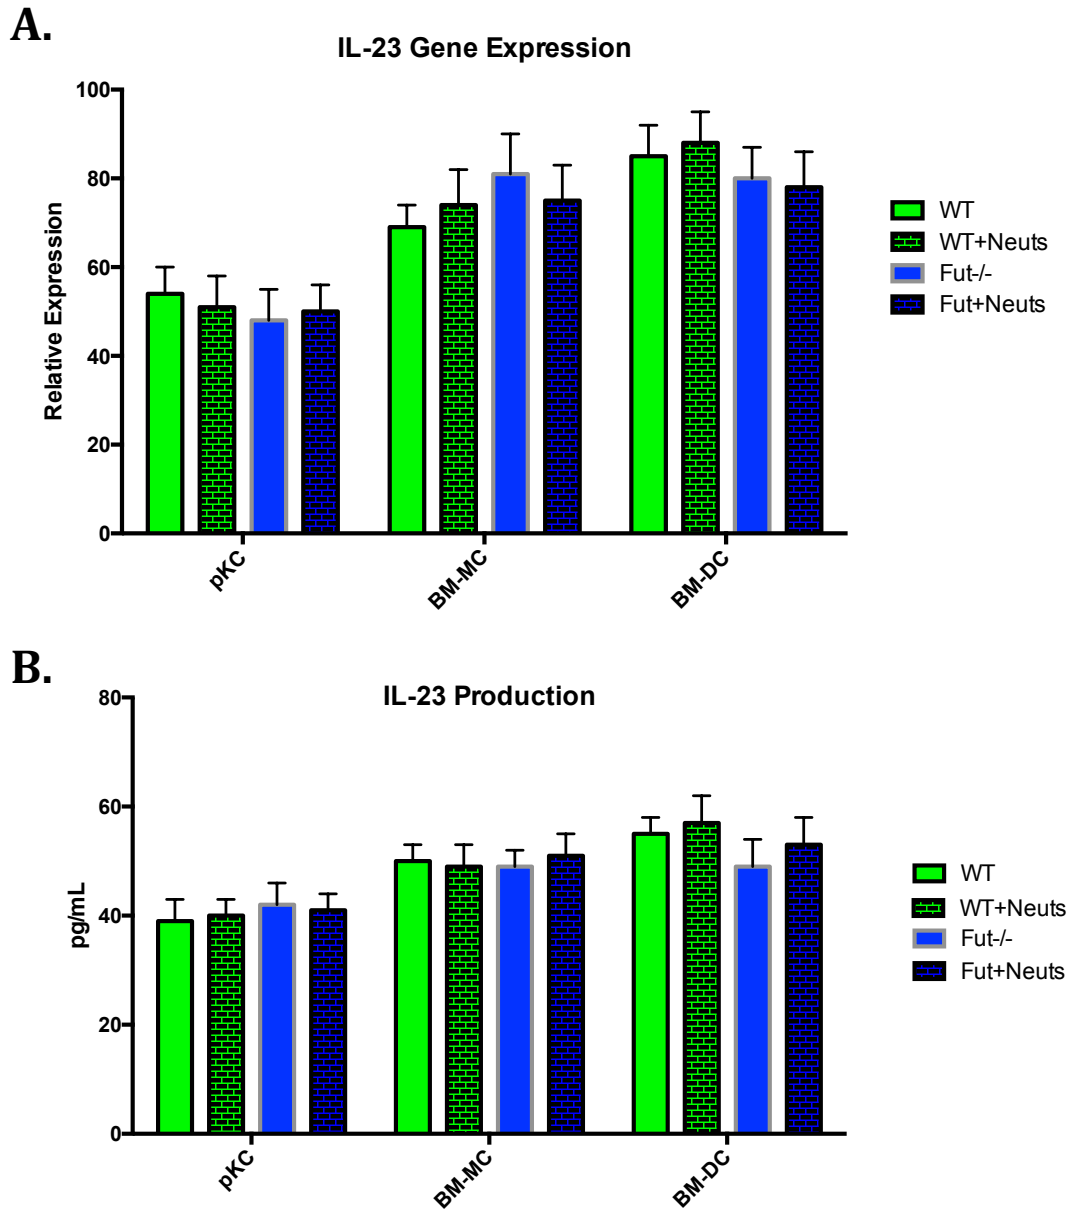 A.
IL-23 Gene Expression
100
80
60
40
20
0
Relative Expression
pKC
BM-MC
BM-DC
WT
WT+Neuts
Fut-/-
Fut+Neuts
B.
IL-23 Production
80
60
40
20
0
pg/mL
pKC
BM-MC
BM-DC
WT
WT+Neuts
Fut-/-
Fut+Neuts